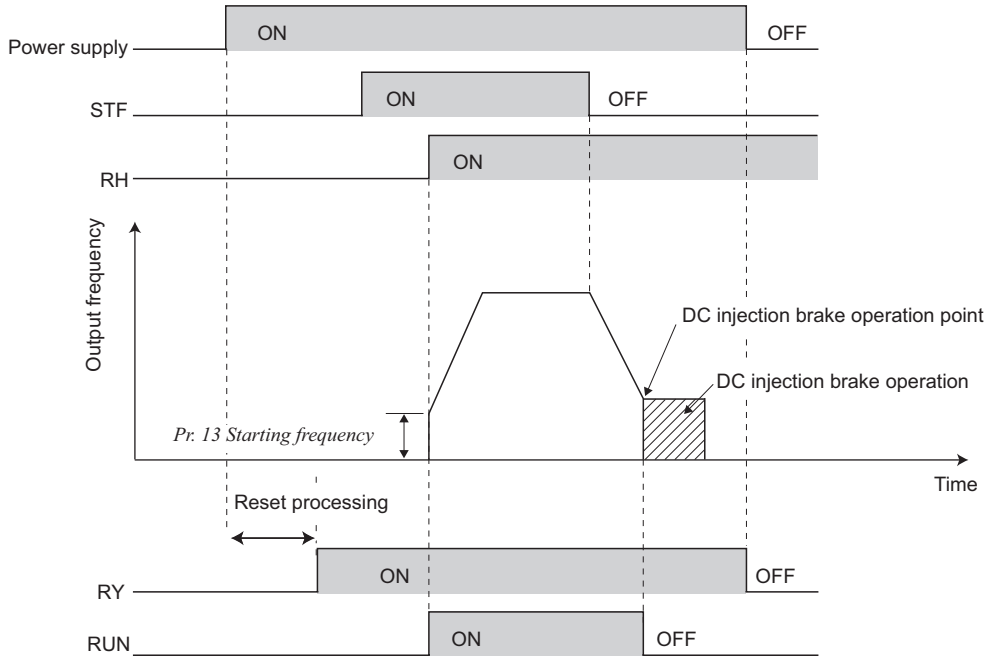 Power supply
ON
OFF
STF
ON
OFF
RH
ON
Output frequency
DC injection brake operation point
DC injection brake operation
Pr. 13 Starting frequency
Time
Reset processing
RY
ON
OFF
RUN
ON
OFF